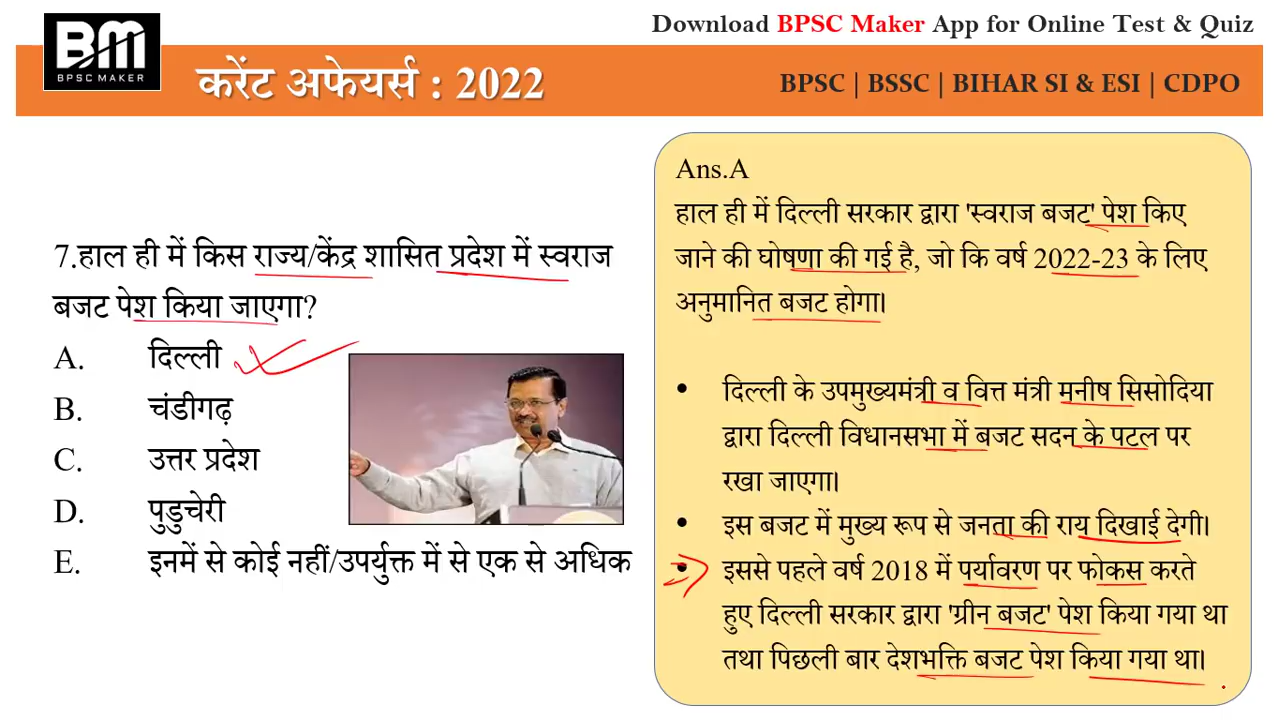 Download BPSC Maker App for Online Test & Quiz
BM
BPSC MAKER
करेंट अफेयर्स : 2022
BPSC | BSSC | BIHAR SI & ESI | CDPO
7.हाल ही में किस राज्य/केंद्र शासित प्रदेश में स्वराज
बजट पेश किया जाएगा?
A. दिल्ली
B. चंडीगढ़
C. उत्तर प्रदेश
D. पुडुचेरी
E. इनमें से कोई नहीं/उपर्युक्त में से एक से अधिक
Ans.A
हाल ही में दिल्ली सरकार द्वारा 'स्वराज बजट' पेश किए
जाने की घोषणा की गई है, जो कि वर्ष 2022-23 के लिए
अनुमानित बजट होगा।
• दिल्ली के उपमुख्यमंत्री व वित्त मंत्री मनीष सिसोदिया
द्वारा दिल्ली विधानसभा में बजट सदन के पटल पर
रखा जाएगा।
• इस बजट में मुख्य रूप से जनता की राय दिखाई देगी।
• इससे पहले वर्ष 2018 में पर्यावरण पर फोकस करते
हुए दिल्ली सरकार द्वारा 'ग्रीन बजट' पेश किया गया था
तथा पिछली बार देशभक्ति बजट पेश किया गया था।